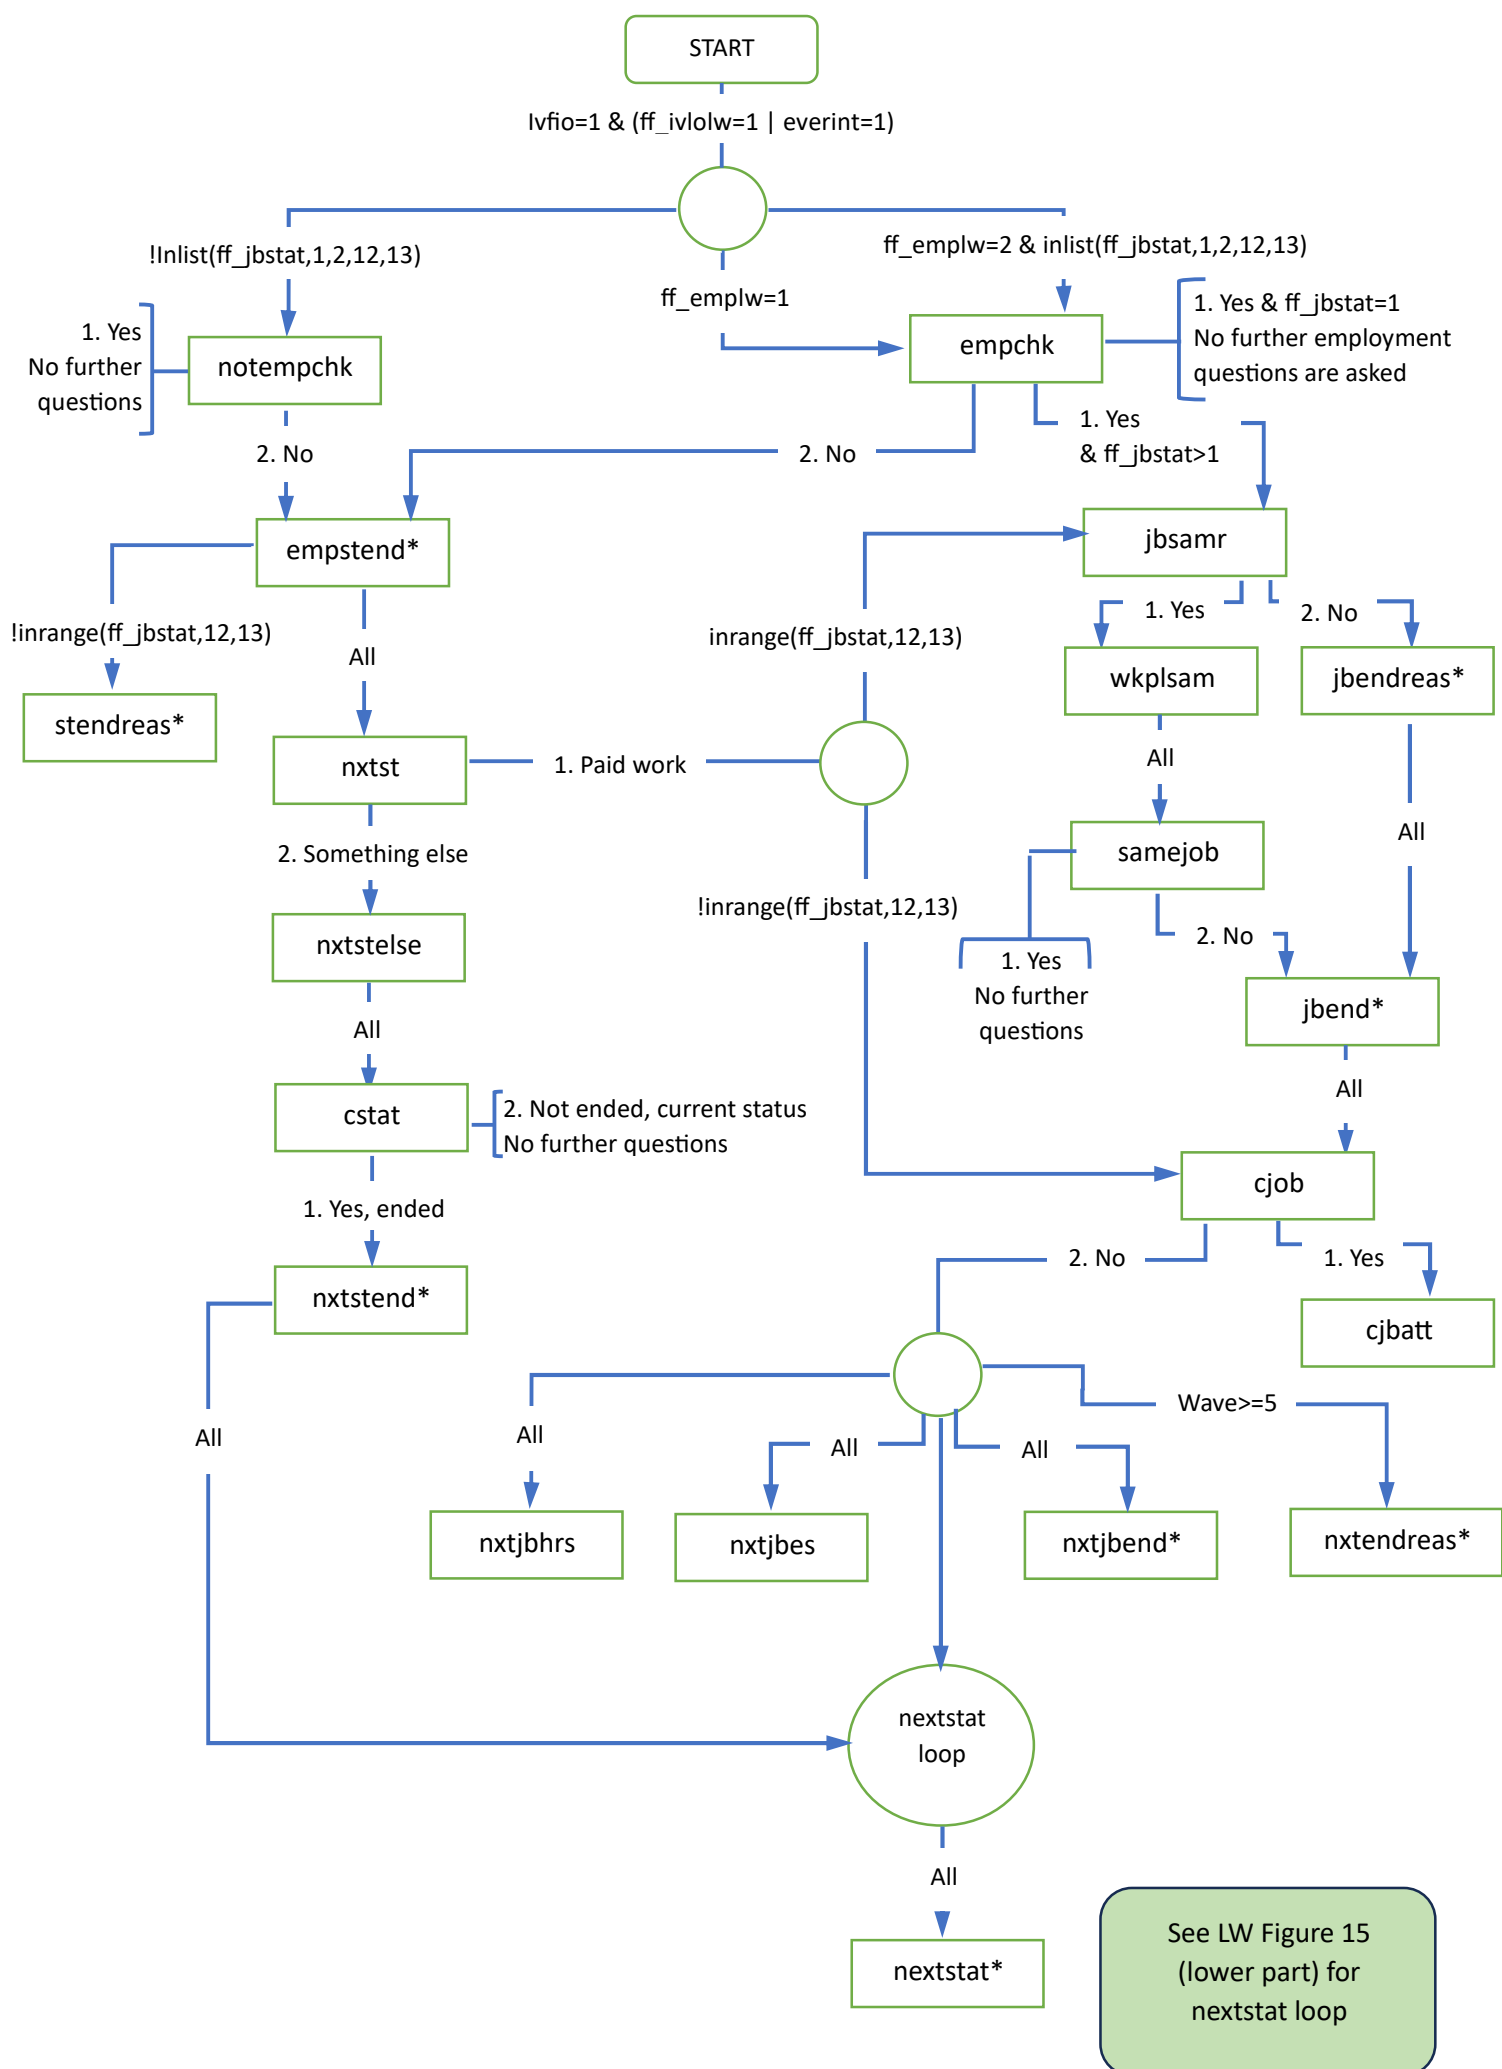 START
Ivfio=1 & (ff_ivlolw=1 | everint=1)
!Inlist(ff_jbstat,1,2,12,13)
ff_emplw=2 & inlist(ff_jbstat,1,2,12,13)
ff_emplw=1
1. Yes
No further
questions
notempchk
empchk
1. Yes & ff_jbstat=1
No further employment
questions are asked
2. No
2. No
1. Yes
& ff_jbstat>1
empstend*
jbsamr
!inrange(ff_jbstat,12,13)
All
inrange(ff_jbstat,12,13)
1. Yes
2. No
stendreas*
wkplsam
jbendreas*
nxtst
1. Paid work
All
All
2. Something else
samejob
!inrange(ff_jbstat,12,13)
nxtstelse
1. Yes
No further
questions
2. No
jbend*
All
All
cstat
2. Not ended, current status
No further questions
cjob
1. Yes, ended
2. No
1. Yes
nxtstend*
cjbatt
All
All
All
All
Wave>=5
nxtjbhrs
nxtjbes
nxtjbend*
nxtendreas*
nextstat
loop
All
nextstat*
See LW Figure 15
(lower part) for
nextstat loop